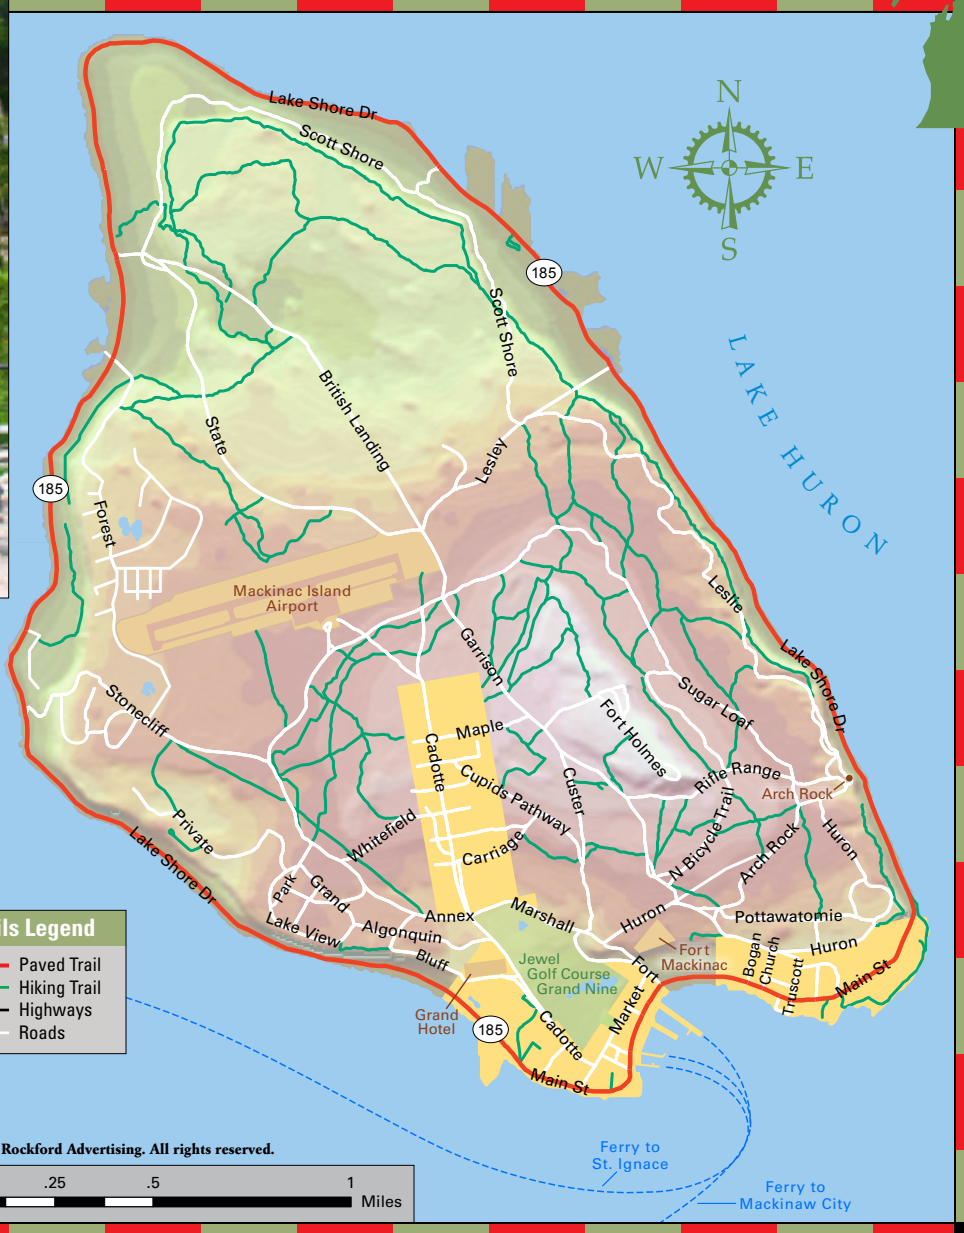 N
W
E
S
Lake Shore Dr
Scott Shore
185
Scott Shore
LAKE HURON
British Landing
State
Lesley
185
Forest
Mackinac Island
Airport
Leslie
Garrison
Lake Shore Dr
Stonecliff
Sugar Loaf
Fort Holmes
Maple
Cadotte
Cupids Pathway
Custer
Rifle Range
Arch Rock
N Bicycle Trail
Private
Whitefield
Carriage
Arch Rock
Huron
Lake Shore Dr
Park
Grand
Annex
Marshall
Huron
Pottawatomie
Lake View
Algonquin
Bluff
Fort
Mackinac
Bogan
Church
Huron
Truscott
Main St
Jewel
Golf Course
Grand Nine
Fort
Market
Grand
Hotel
185
Cadotte
Main St
ls Legend
Paved Trail
Hiking Trail
Highways
Roads
Rockford Advertising. All rights reserved.
Ferry to
St. Ignace
Ferry to
Mackinaw City
.25 .5 1
Miles